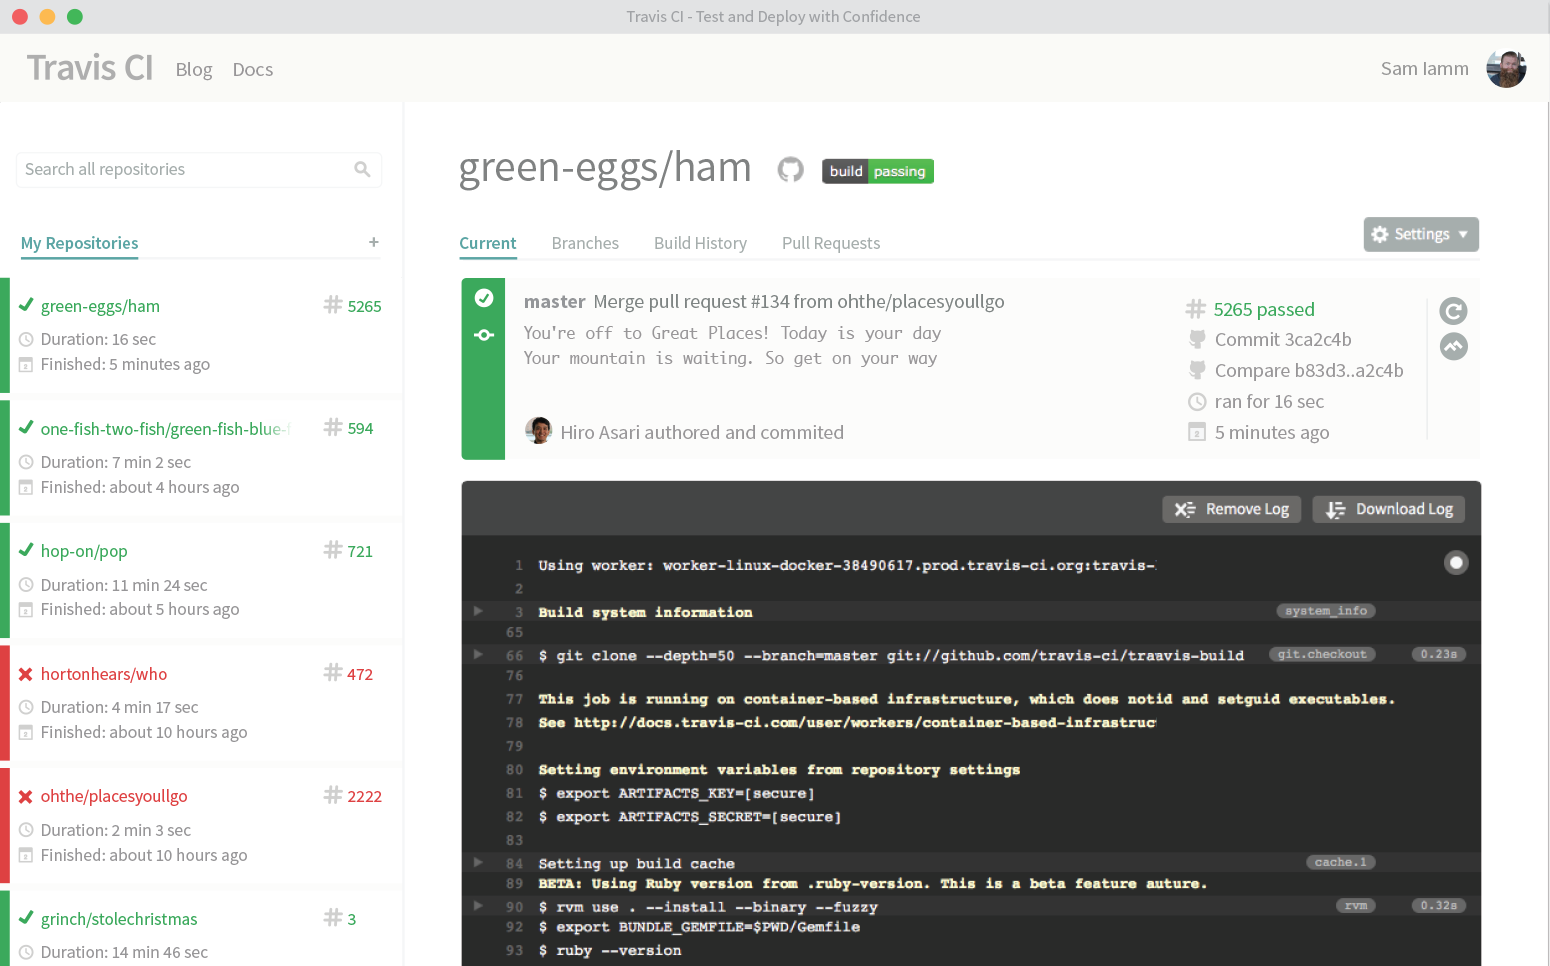 Travis CI - Test and Deploy with Confidence
Travis CI Blog Docs
Sam Iamm
Search all repositories
My Repositories +
green-eggs/ham # 5265
Duration: 16 sec
Finished: 5 minutes ago
one-fish-two-fish/green-fish-blue- # 594
Duration: 7 min 2 sec
Finished: about 4 hours ago
hop-on/pop # 721
Duration: 11 min 24 sec
Finished: about 5 hours ago
hortonhears/who # 472
Duration: 4 min 17 sec
Finished: about 10 hours ago
ohthe/placesyoullgo # 2222
Duration: 2 min 3 sec
Finished: about 10 hours ago
grinch/stolechristmas # 3
Duration: 14 min 46 sec
green-eggs/ham build passing
Current Branches Build History Pull Requests
Settings
master Merge pull request #134 from ohthe/placesyoullgo
You're off to Great Places! Today is your day
Your mountain is waiting. So get on your way
Hiro Asari authored and commited
# 5265 passed
Commit 3ca2c4b
Compare b83d3..a2c4b
ran for 16 sec
5 minutes ago
Remove Log Download Log
1 Using worker: worker-linux-docker-38490617.prod.travis-ci.org:travis-
2
3 Build system information system_info
65
66 $ git clone --depth=50 --branch=master git://github.com/travis-ci/traavis-build git.checkout 0.23s
76
77 This job is running on container-based infrastructure, which does notid and setguid executables.
78 See http://docs.travis-ci.com/user/workers/container-based-infrastruc
79
80 Setting environment variables from repository settings
81 $ export ARTIFACTS_KEY=[secure]
82 $ export ARTIFACTS_SECRET=[secure]
83
84 Setting up build cache cache.1
89 BETA: Using Ruby version from .ruby-version. This is a beta feature auture.
90 $ rvm use . --install --binary --fuzzy rvm 0.32s
92 $ export BUNDLE_GEMFILE=$PWD/Gemfile
93 $ ruby --version